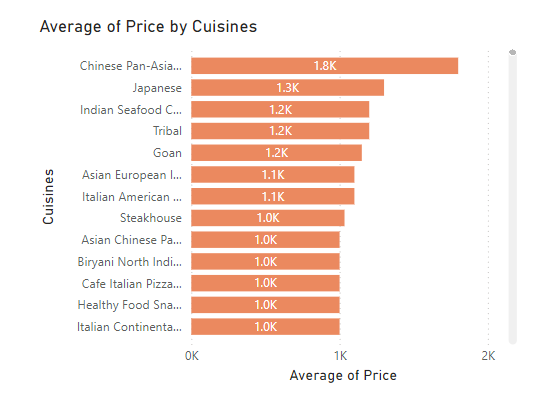 Average of Price by Cuisines
Chinese Pan-Asia... 1.8K
Japanese 1.3K
Indian Seafood C... 1.2K
Tribal 1.2K
Goan 1.2K
Asian European I... 1.1K
Italian American ... 1.1K
Steakhouse 1.0K
Asian Chinese Pa... 1.0K
Biryani North Indi... 1.0K
Cafe Italian Pizza... 1.0K
Healthy Food Sna... 1.0K
Italian Continenta... 1.0K
Cuisines
0K 1K 2K
Average of Price